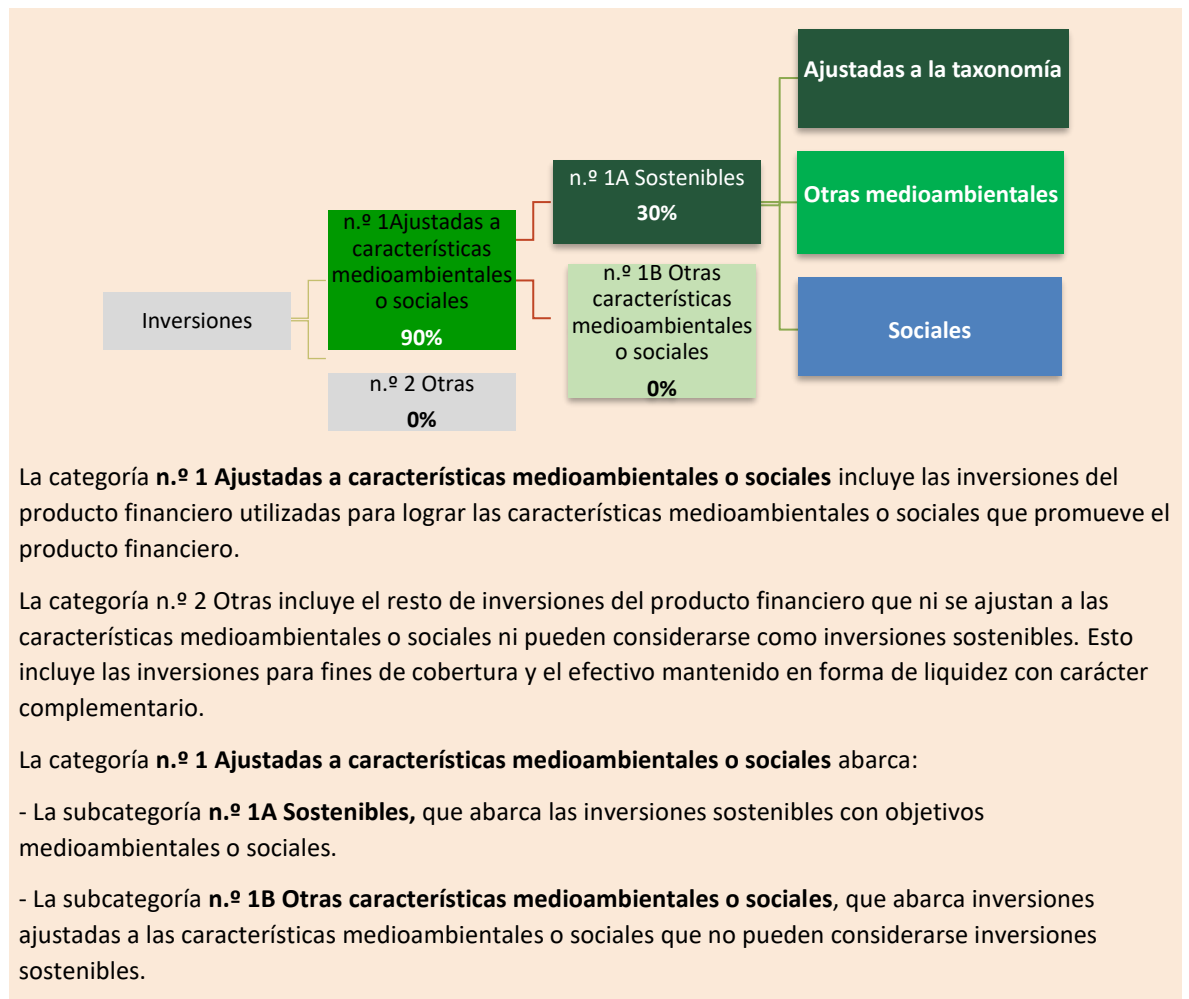 Ajustadas a la taxonomía
n.º 1A Sostenibles
30%
Otras medioambientales
n.º 1Ajustadas a
características
medioambientales
o sociales
90%
n.º 1B Otras
características
medioambientales
o sociales
0%
Inversiones
Sociales
n.º 2 Otras
0%
La categoría n.º 1 Ajustadas a características medioambientales o sociales incluye las inversiones del
producto financiero utilizadas para lograr las características medioambientales o sociales que promueve el
producto financiero.
La categoría n.º 2 Otras incluye el resto de inversiones del producto financiero que ni se ajustan a las
características medioambientales o sociales ni pueden considerarse como inversiones sostenibles. Esto
incluye las inversiones para fines de cobertura y el efectivo mantenido en forma de liquidez con carácter
complementario.
La categoría n.º 1 Ajustadas a características medioambientales o sociales abarca:
- La subcategoría n.º 1A Sostenibles, que abarca las inversiones sostenibles con objetivos
medioambientales o sociales.
- La subcategoría n.º 1B Otras características medioambientales o sociales, que abarca inversiones
ajustadas a las características medioambientales o sociales que no pueden considerarse inversiones
sostenibles.